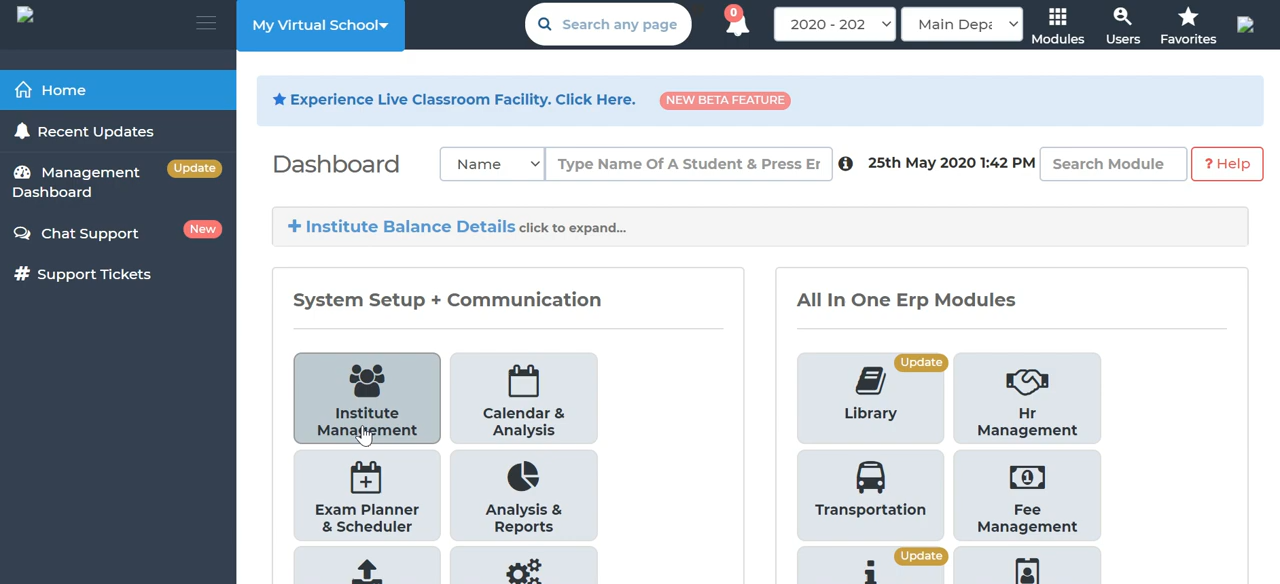 My Virtual School
0
Search any page
2020 - 202
Main Depa
Modules
Users
Favorites
Home
Recent Updates
Management
Dashboard
Update
Chat Support
New
Support Tickets
Experience Live Classroom Facility. Click Here.
NEW BETA FEATURE
Dashboard
Name
Type Name Of A Student & Press Er
25th May 2020 1:42 PM
Search Module
? Help
+ Institute Balance Details click to expand...
System Setup + Communication
Institute
Management
Calendar &
Analysis
Exam Planner
& Scheduler
Analysis &
Reports
All In One Erp Modules
Update
Library
Hr
Management
Transportation
Fee
Management
Update